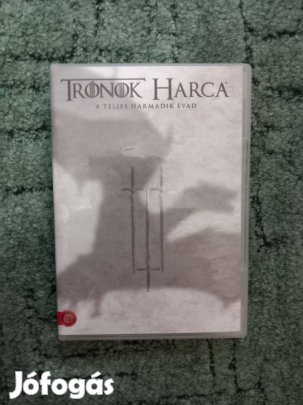 TRÓNOK HARCA
A TELJES HARMADIK ÉVAD
Jófogás